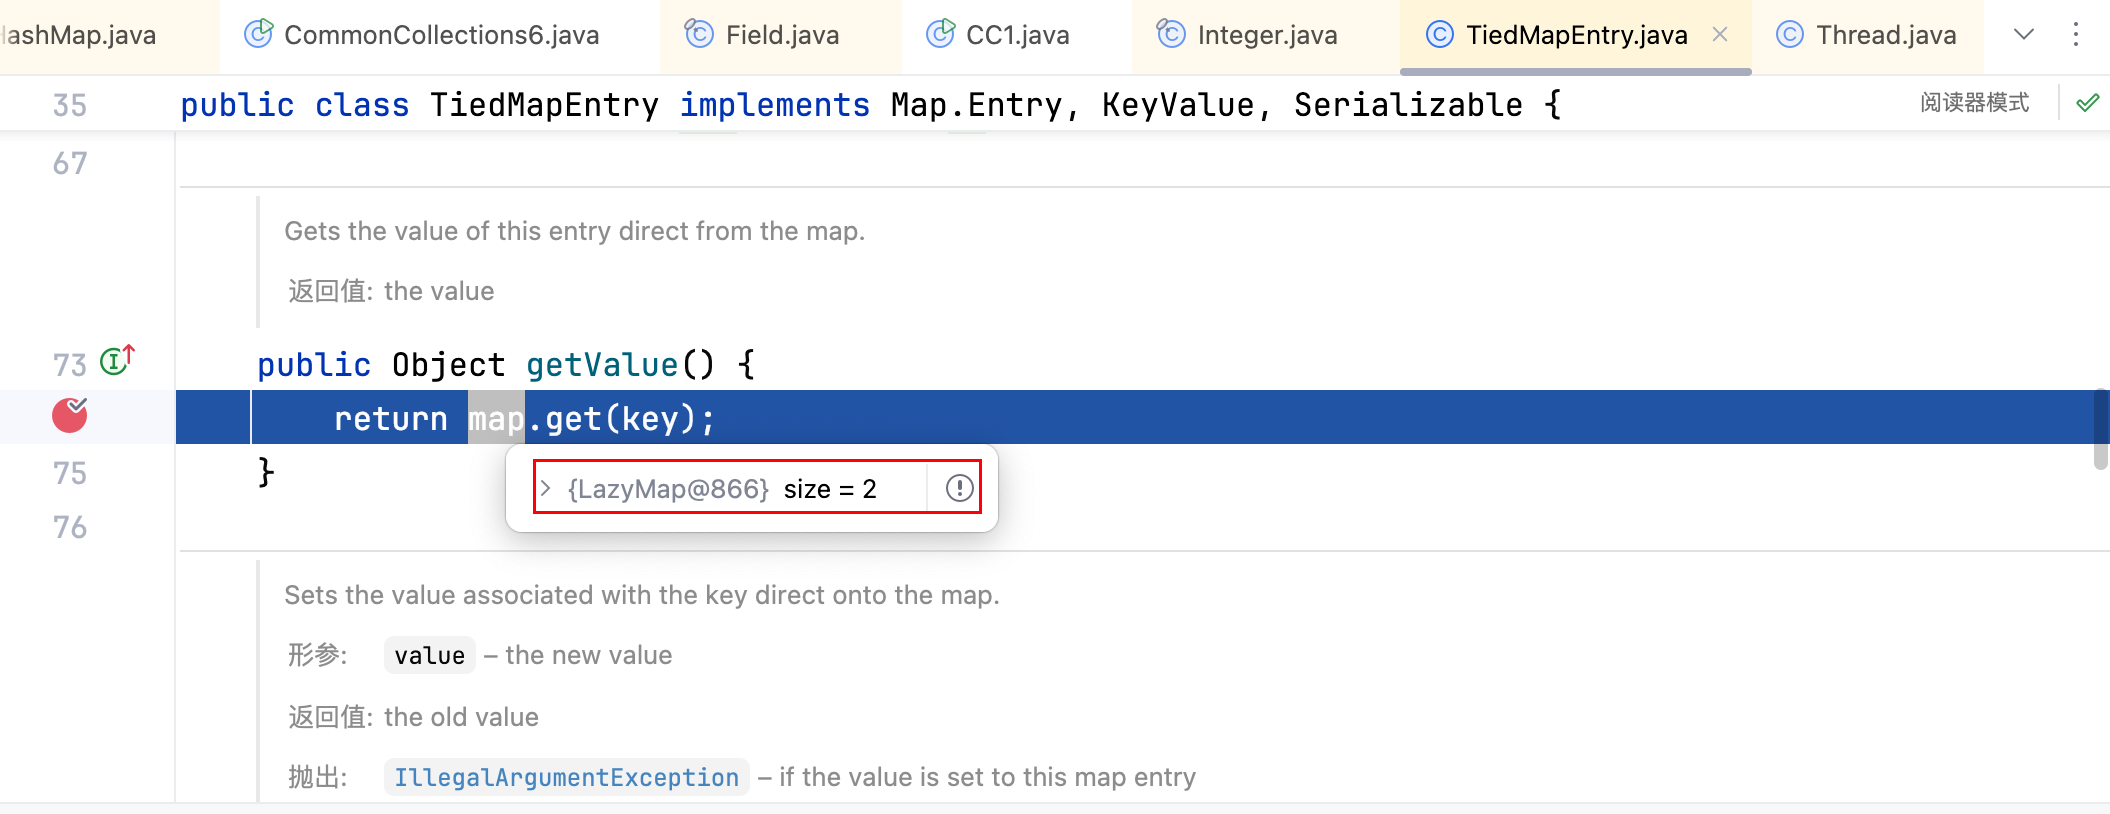 HashMap.java CommonCollections6.java Field.java CC1.java Integer.java TiedMapEntry.java Thread.java
35 public class TiedMapEntry implements Map.Entry, KeyValue, Serializable { 阅读器模式
67
Gets the value of this entry direct from the map.
返回值: the value
73 public Object getValue() {
return map.get(key);
75 }
{LazyMap@866} size = 2
76
Sets the value associated with the key direct onto the map.
形参: value – the new value
返回值: the old value
抛出: IllegalArgumentException – if the value is set to this map entry